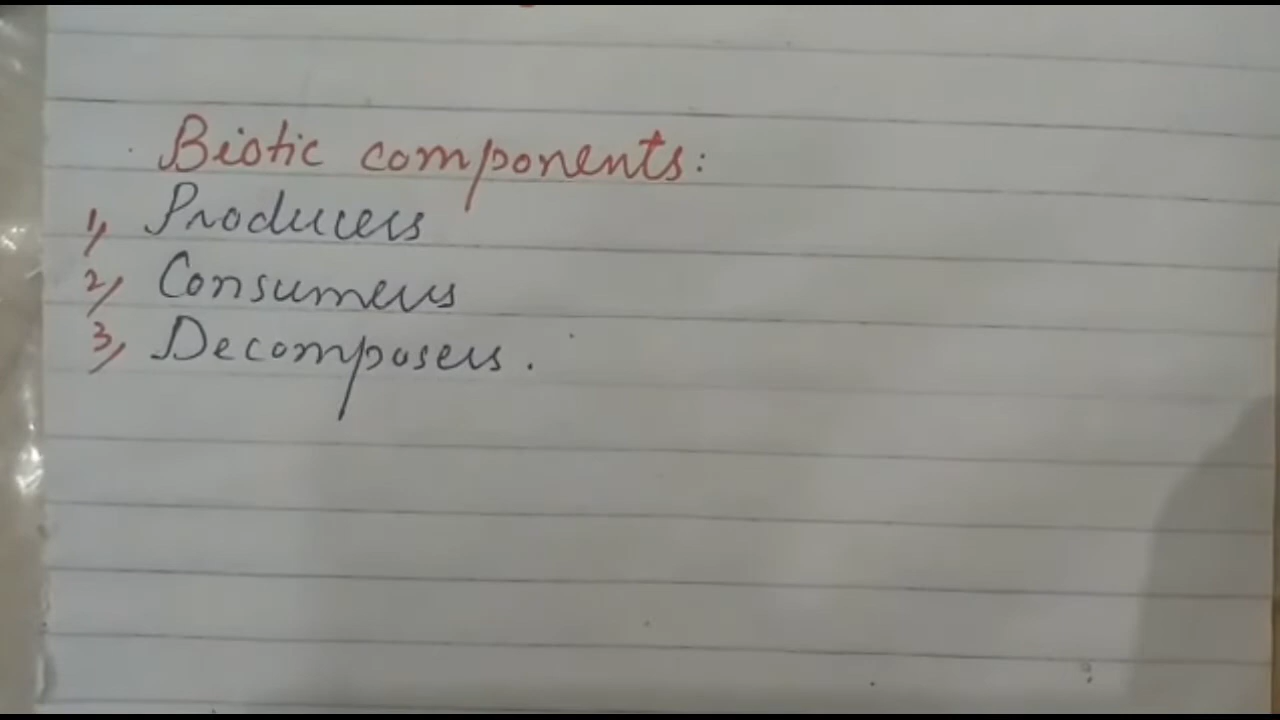 Biotic components:
1) Producers
2) Consumers
3) Decomposers.